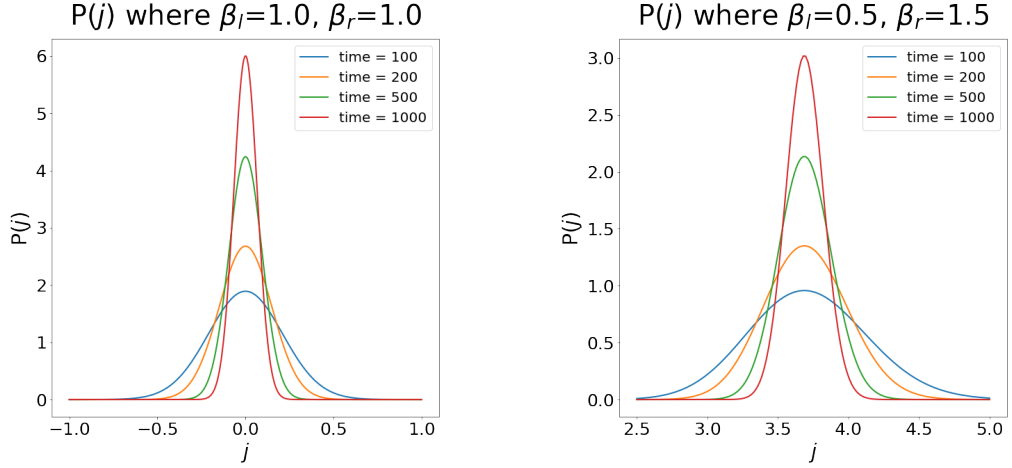 P(j) where βl=1.0, βr=1.0
6
5
4
3
2
1
0
P(j)
time = 100
time = 200
time = 500
time = 1000
−1.0 −0.5 0.0 0.5 1.0
j
P(j) where βl=0.5, βr=1.5
3.0
2.5
2.0
1.5
1.0
0.5
0.0
P(j)
time = 100
time = 200
time = 500
time = 1000
2.5 3.0 3.5 4.0 4.5 5.0
j